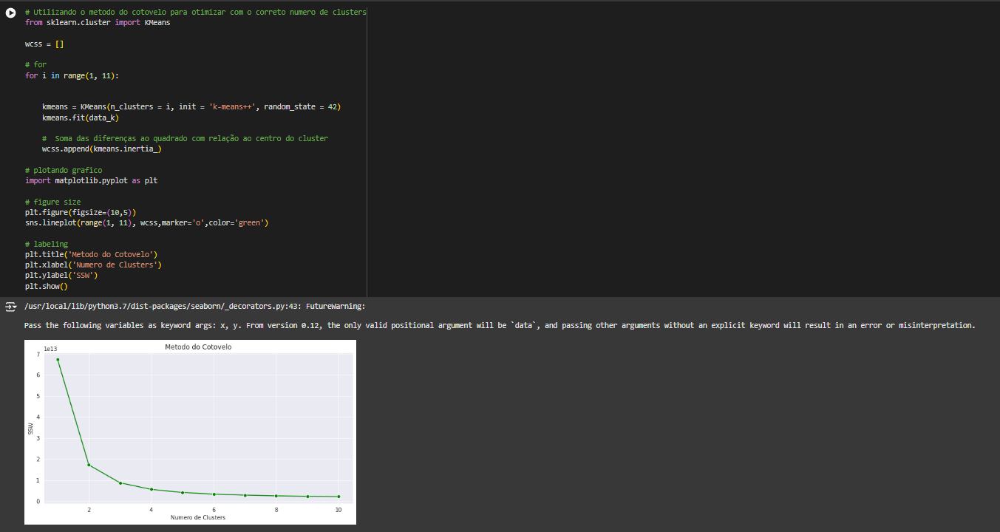 # Utilizando o metodo do cotovelo para otimizar com o correto numero de clusters
from sklearn.cluster import KMeans
wcss = []
# for
for i in range(1, 11):
kmeans = KMeans(n_clusters = i, init = 'k-means++', random_state = 42)
kmeans.fit(data_k)
#  Soma das diferenças ao quadrado com relação ao centro do cluster
wcss.append(kmeans.inertia_)
# plotando grafico
import matplotlib.pyplot as plt
# figure size
plt.figure(figsize=(10,5))
sns.lineplot(range(1, 11), wcss,marker='o',color='green')
# labeling
plt.title('Metodo do Cotovelo')
plt.xlabel('Numero de Clusters')
plt.ylabel('SSW')
plt.show()
/usr/local/lib/python3.7/dist-packages/seaborn/_decorators.py:43: FutureWarning:
Pass the following variables as keyword args: x, y. From version 0.12, the only valid positional argument will be `data`, and passing other arguments without an explicit keyword will result in an error or misinterpretation.
Metodo do Cotovelo
1e13
7
6
5
4
3
2
1
0
SSW
2 4 6 8 10
Numero de Clusters